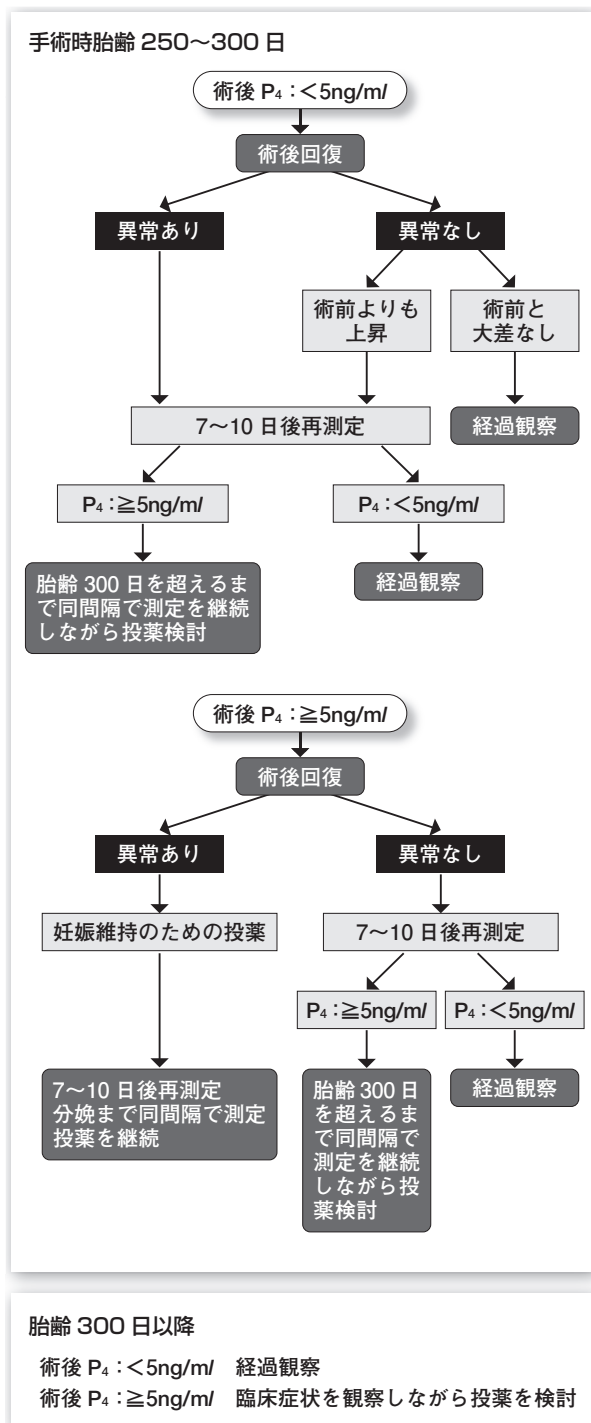 手術時胎齢 250〜300 日
術後 P₄：＜5ng/ml
術後回復
異常あり
異常なし
術前よりも
上昇
術前と
大差なし
7〜10 日後再測定
経過観察
P₄：≧5ng/ml
P₄：＜5ng/ml
胎齢 300 日を超えるま
で同間隔で測定を継続
しながら投薬検討
経過観察
術後 P₄：≧5ng/ml
術後回復
異常あり
異常なし
妊娠維持のための投薬
7〜10 日後再測定
P₄：≧5ng/ml
P₄：＜5ng/ml
7〜10 日後再測定
分娩まで同間隔で測定
投薬を継続
胎齢 300 日
を超えるま
で同間隔で
測定を継続
しながら投
薬検討
経過観察
胎齢 300 日以降
術後 P₄：＜5ng/ml 経過観察
術後 P₄：≧5ng/ml 臨床症状を観察しながら投薬を検討